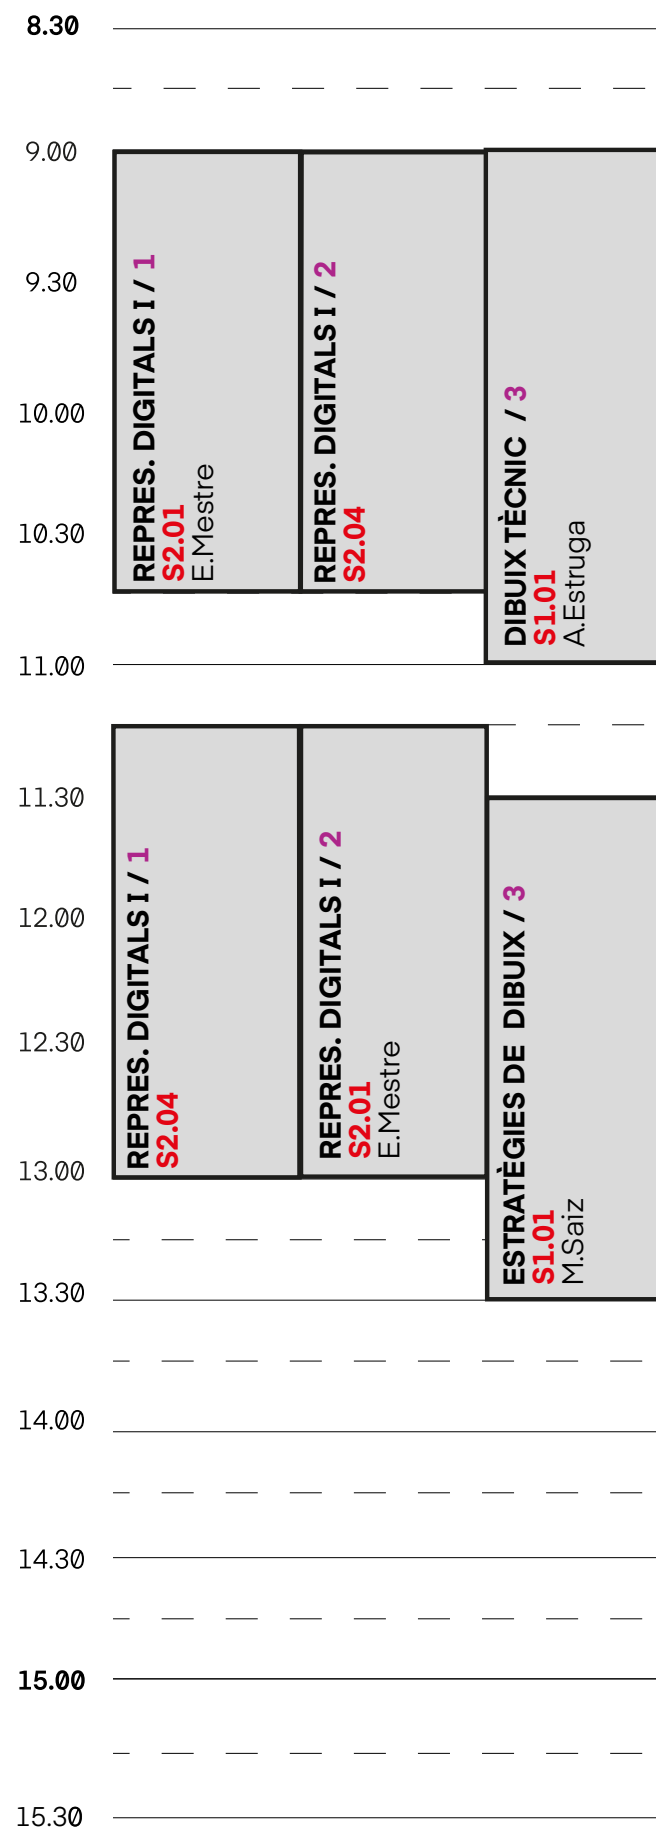 8.30
9.00
9.30
10.00
10.30
11.00
11.30
12.00
12.30
13.00
13.30
14.00
14.30
15.00
15.30
REPRES. DIGITALS I / 1
S2.01
E.Mestre
REPRES. DIGITALS I / 2
S2.04
DIBUIX TÈCNIC / 3
S1.01
A.Estruga
REPRES. DIGITALS I / 1
S2.04
REPRES. DIGITALS I / 2
S2.01
E.Mestre
ESTRATÈGIES DE DIBUIX / 3
S1.01
M.Saiz